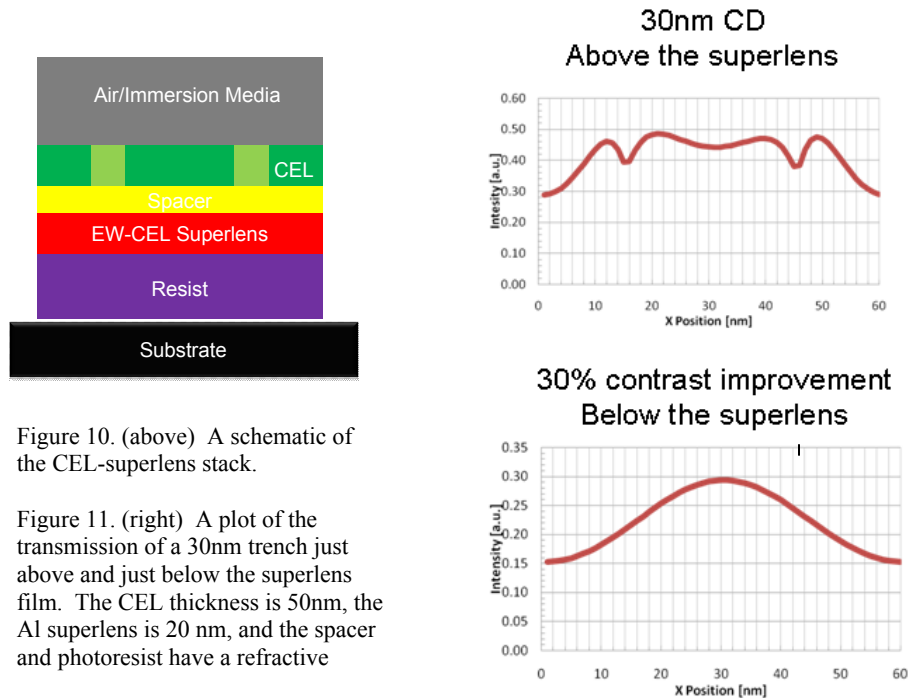 Air/Immersion Media
CEL
Spacer
EW-CEL Superlens
Resist
Substrate
Figure 10. (above) A schematic of
the CEL-superlens stack.
Figure 11. (right) A plot of the
transmission of a 30nm trench just
above and just below the superlens
film. The CEL thickness is 50nm, the
Al superlens is 20 nm, and the spacer
and photoresist have a refractive
30nm CD
Above the superlens
Intesity [a.u.]
0.60
0.50
0.40
0.30
0.20
0.10
0.00
0 10 20 30 40 50 60
X Position [nm]
30% contrast improvement
Below the superlens
Intensity [a.u.]
0.35
0.30
0.25
0.20
0.15
0.10
0.05
0.00
0 10 20 30 40 50 60
X Position [nm]